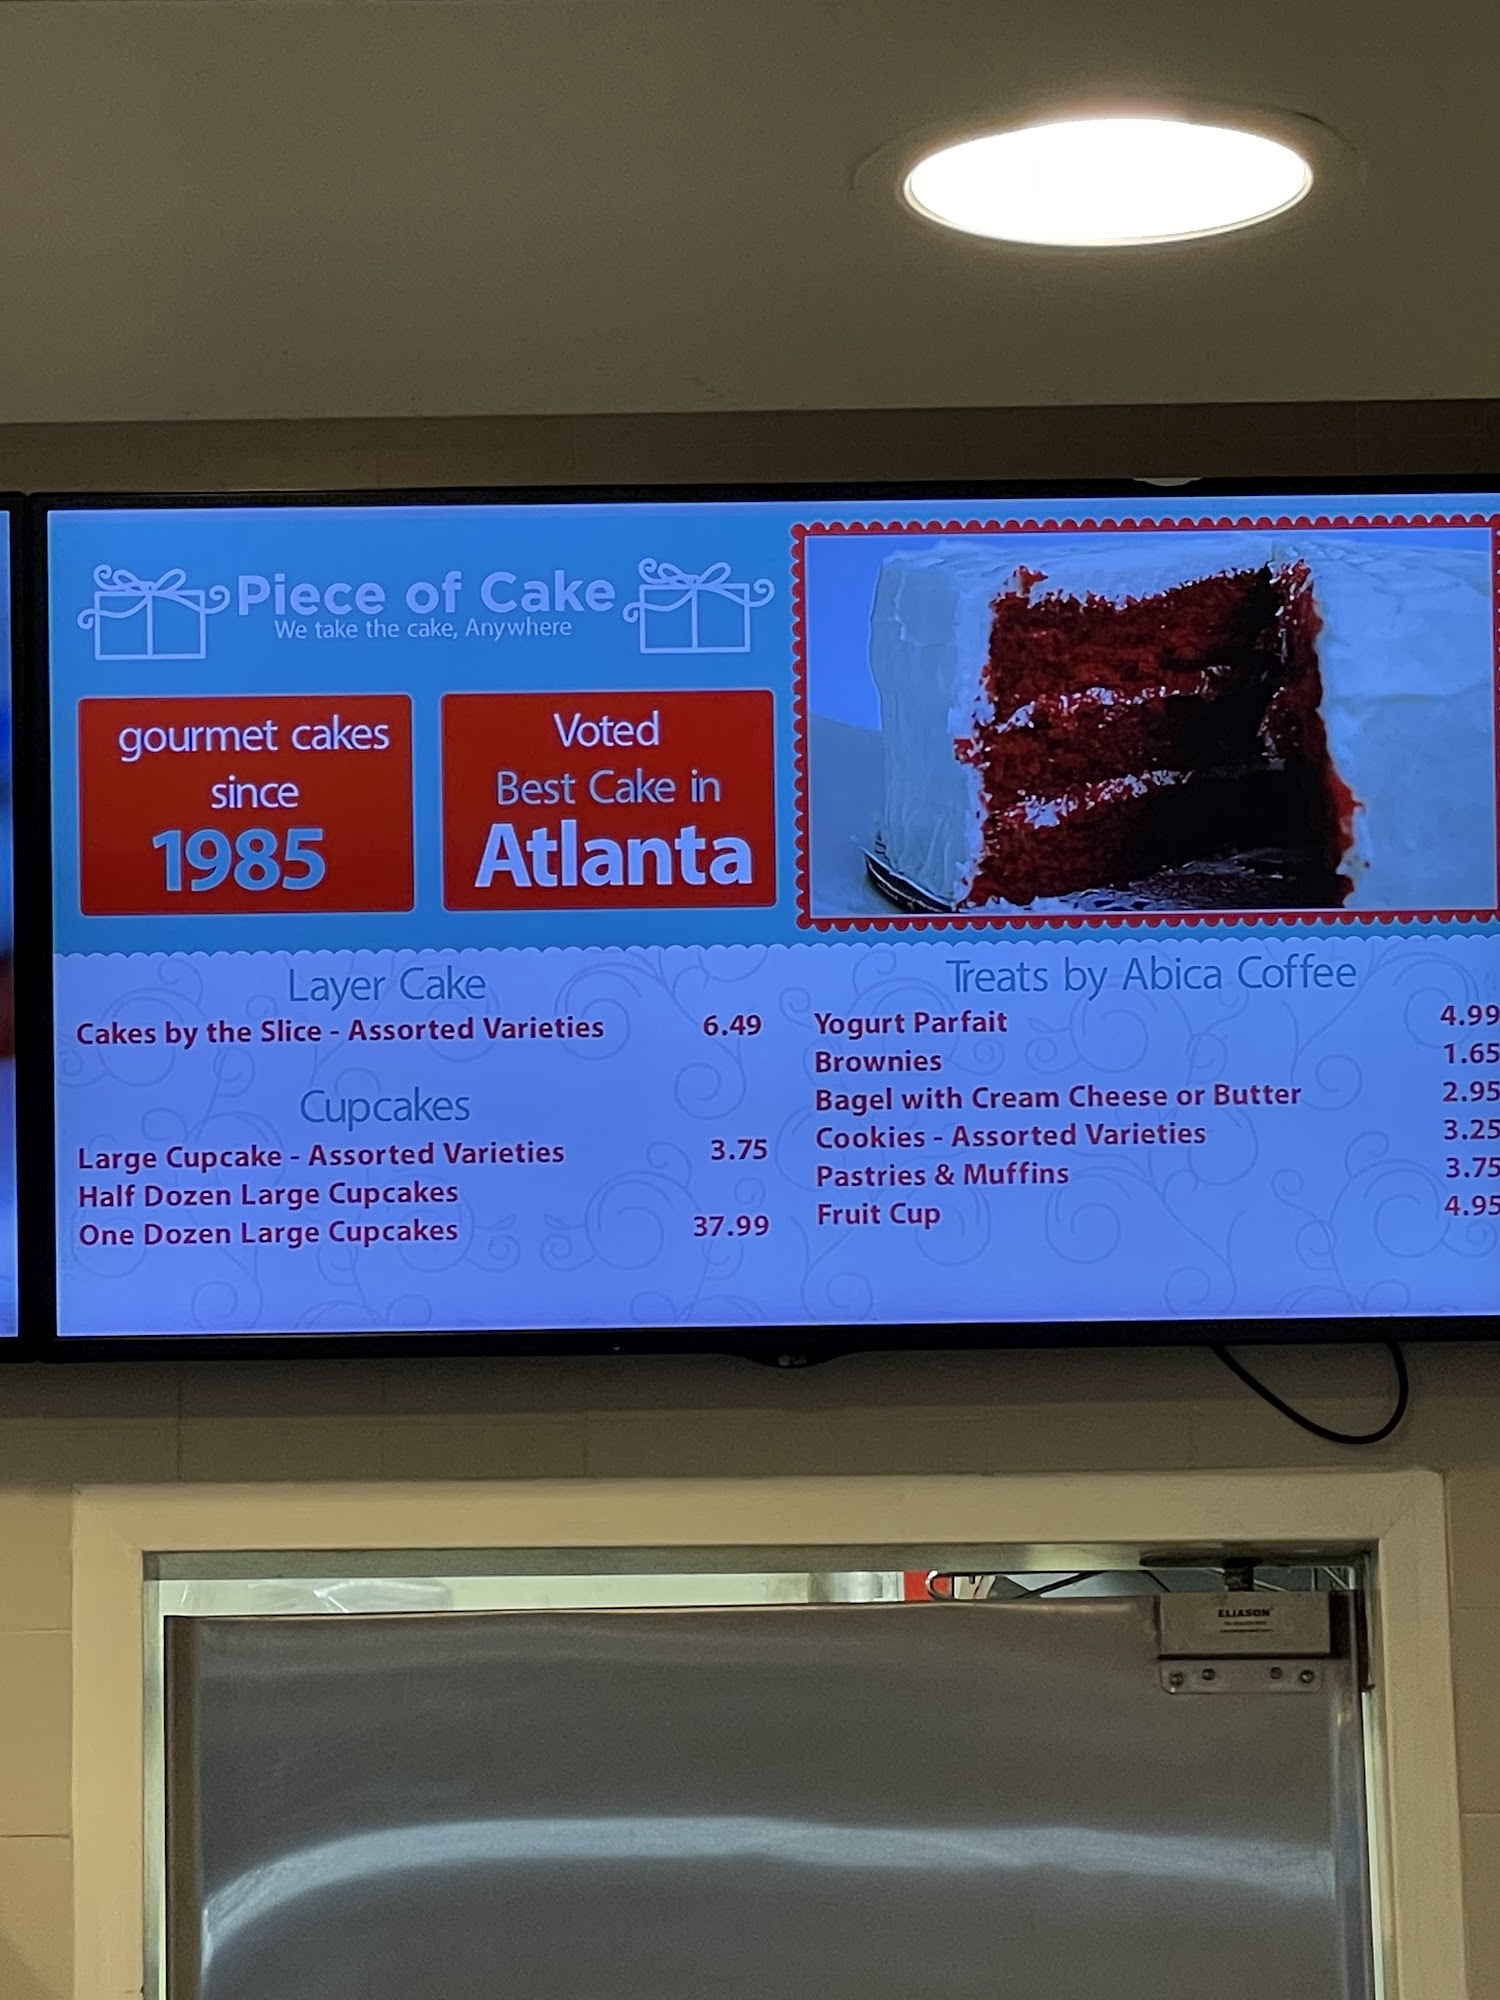 Piece of Cake
We take the cake, Anywhere
gourmet cakes
since
1985
Voted
Best Cake in
Atlanta
Layer Cake
Cakes by the Slice - Assorted Varieties 6.49
Cupcakes
Large Cupcake - Assorted Varieties 3.75
Half Dozen Large Cupcakes
One Dozen Large Cupcakes 37.99
Treats by Abica Coffee
Yogurt Parfait 4.99
Brownies 1.65
Bagel with Cream Cheese or Butter 2.95
Cookies - Assorted Varieties 3.25
Pastries & Muffins 3.75
Fruit Cup 4.95
LG
ELIASON